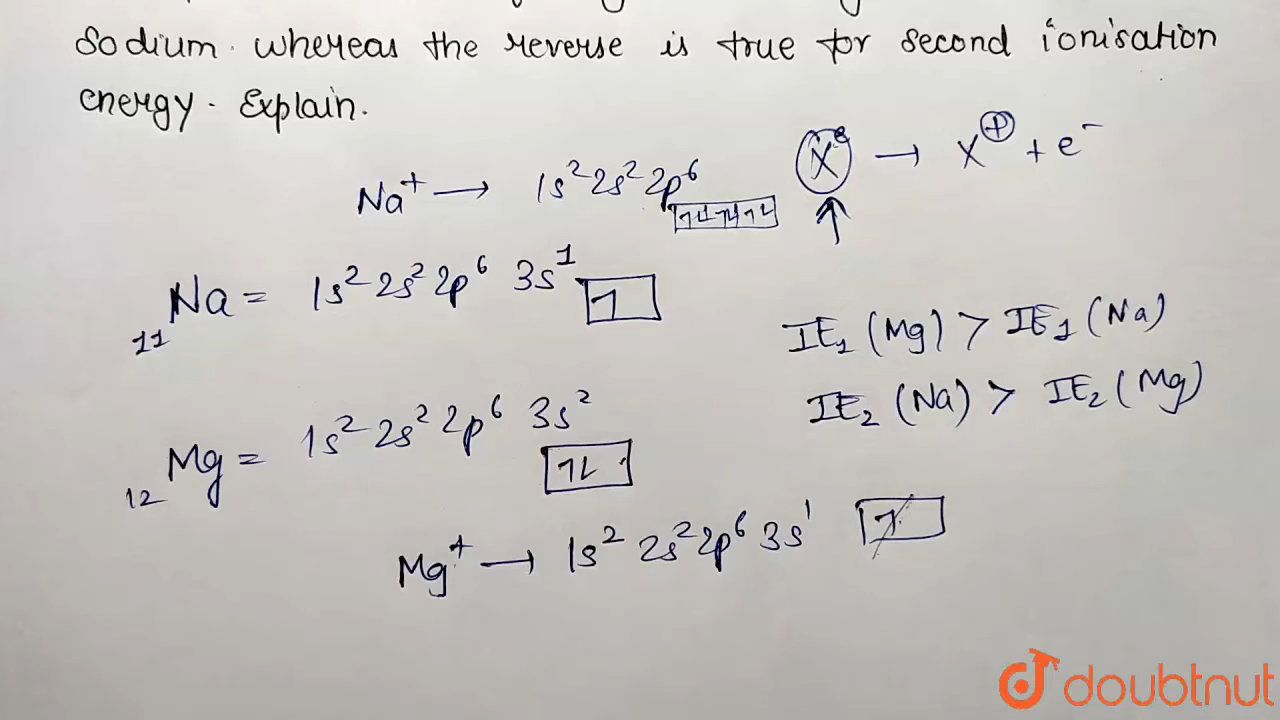 sodium. whereas the reverse is true for second ionisation
energy. Explain.
Na⁺ → 1s² 2s² 2p⁶
X → X⁺ + e⁻
₁₁Na = 1s² 2s² 2p⁶ 3s¹
IE₁ (Mg) > IE₁ (Na)
IE₂ (Na) > IE₂ (Mg)
₁₂Mg = 1s² 2s² 2p⁶ 3s²
Mg⁺ → 1s² 2s² 2p⁶ 3s¹
doubtnut